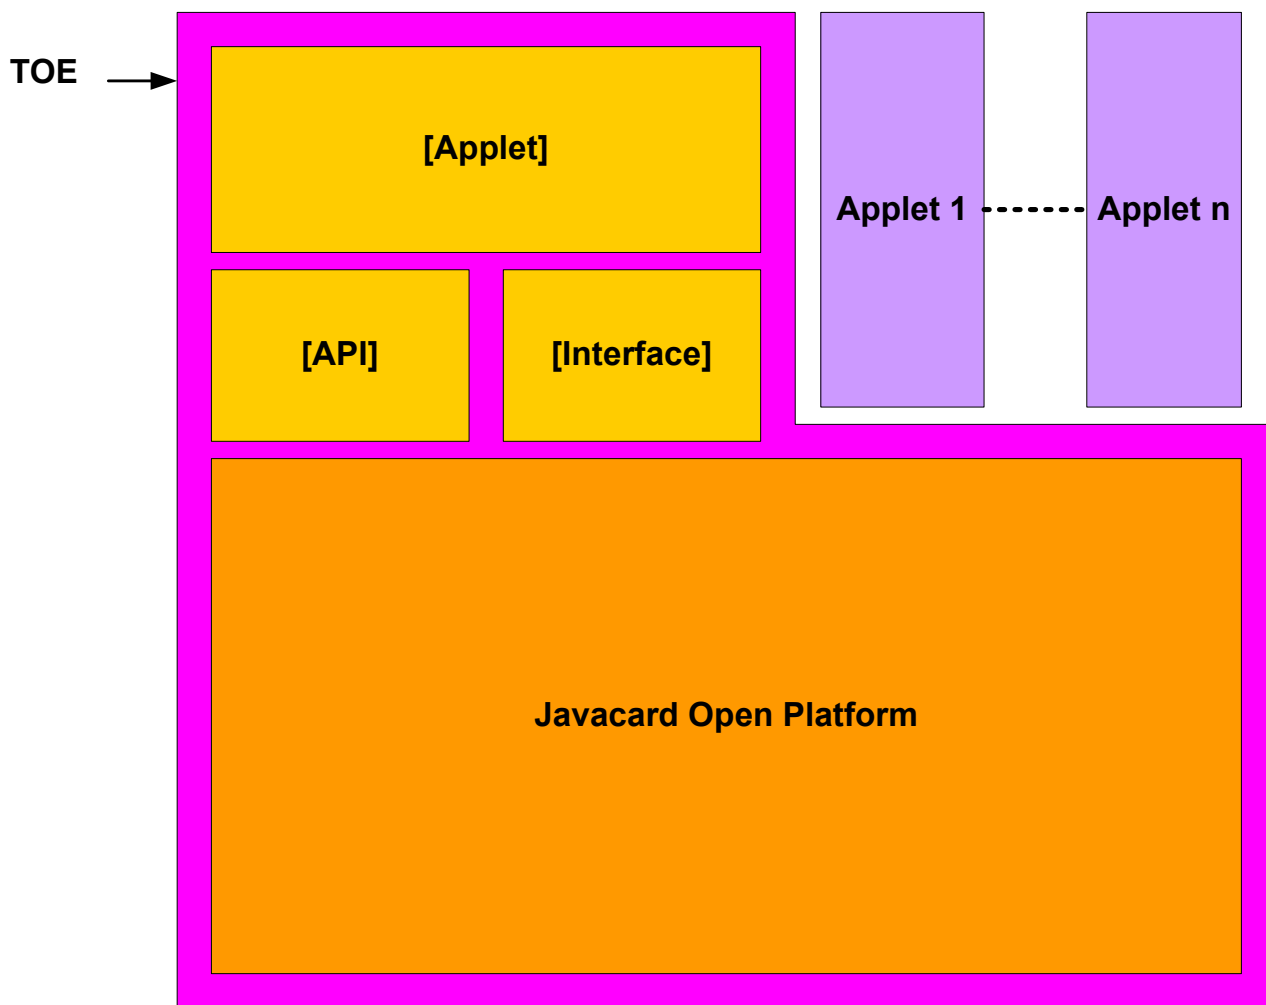 TOE
[Applet]
Applet 1
Applet n
[API]
[Interface]
Javacard Open Platform